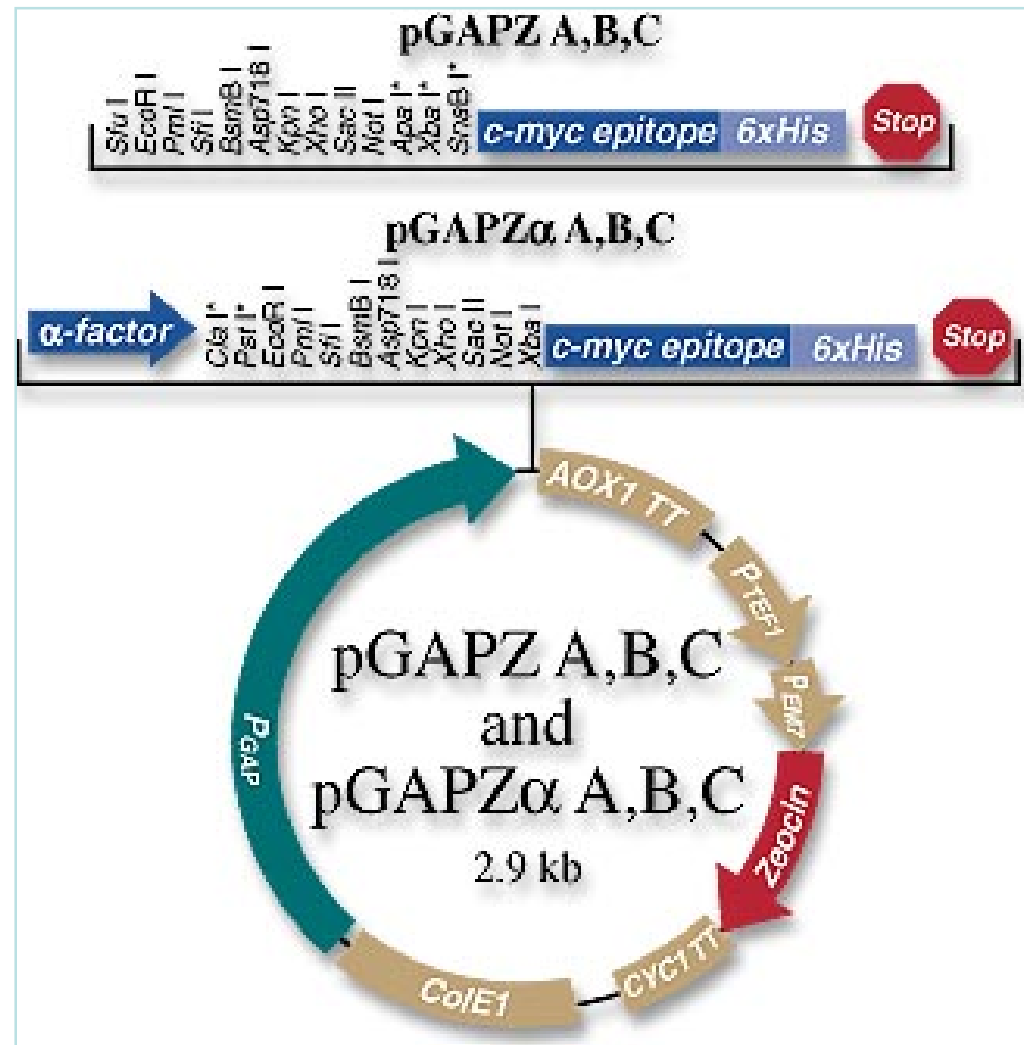 pGAPZ A,B,C
Sfu I
EcoR I
Pml I
Sfi I
BsmB I
Asp718 I
Kpn I
Xho I
Sac II
Not I
Apa I*
Xba I*
SnaB I*
c-myc epitope
6xHis
Stop
pGAPZα A,B,C
α-factor
Cla I*
Pst I*
EcoR I
Pml I
Sfi I
BsmB I
Asp718 I
Kpn I
Xho I
Sac II
Not I
Xba I
c-myc epitope
6xHis
Stop
AOX1 TT
PTEF1
PEM7
Zeocin
CYC1 TT
ColE1
PGAP
pGAPZ A,B,C
and
pGAPZα A,B,C
2.9 kb